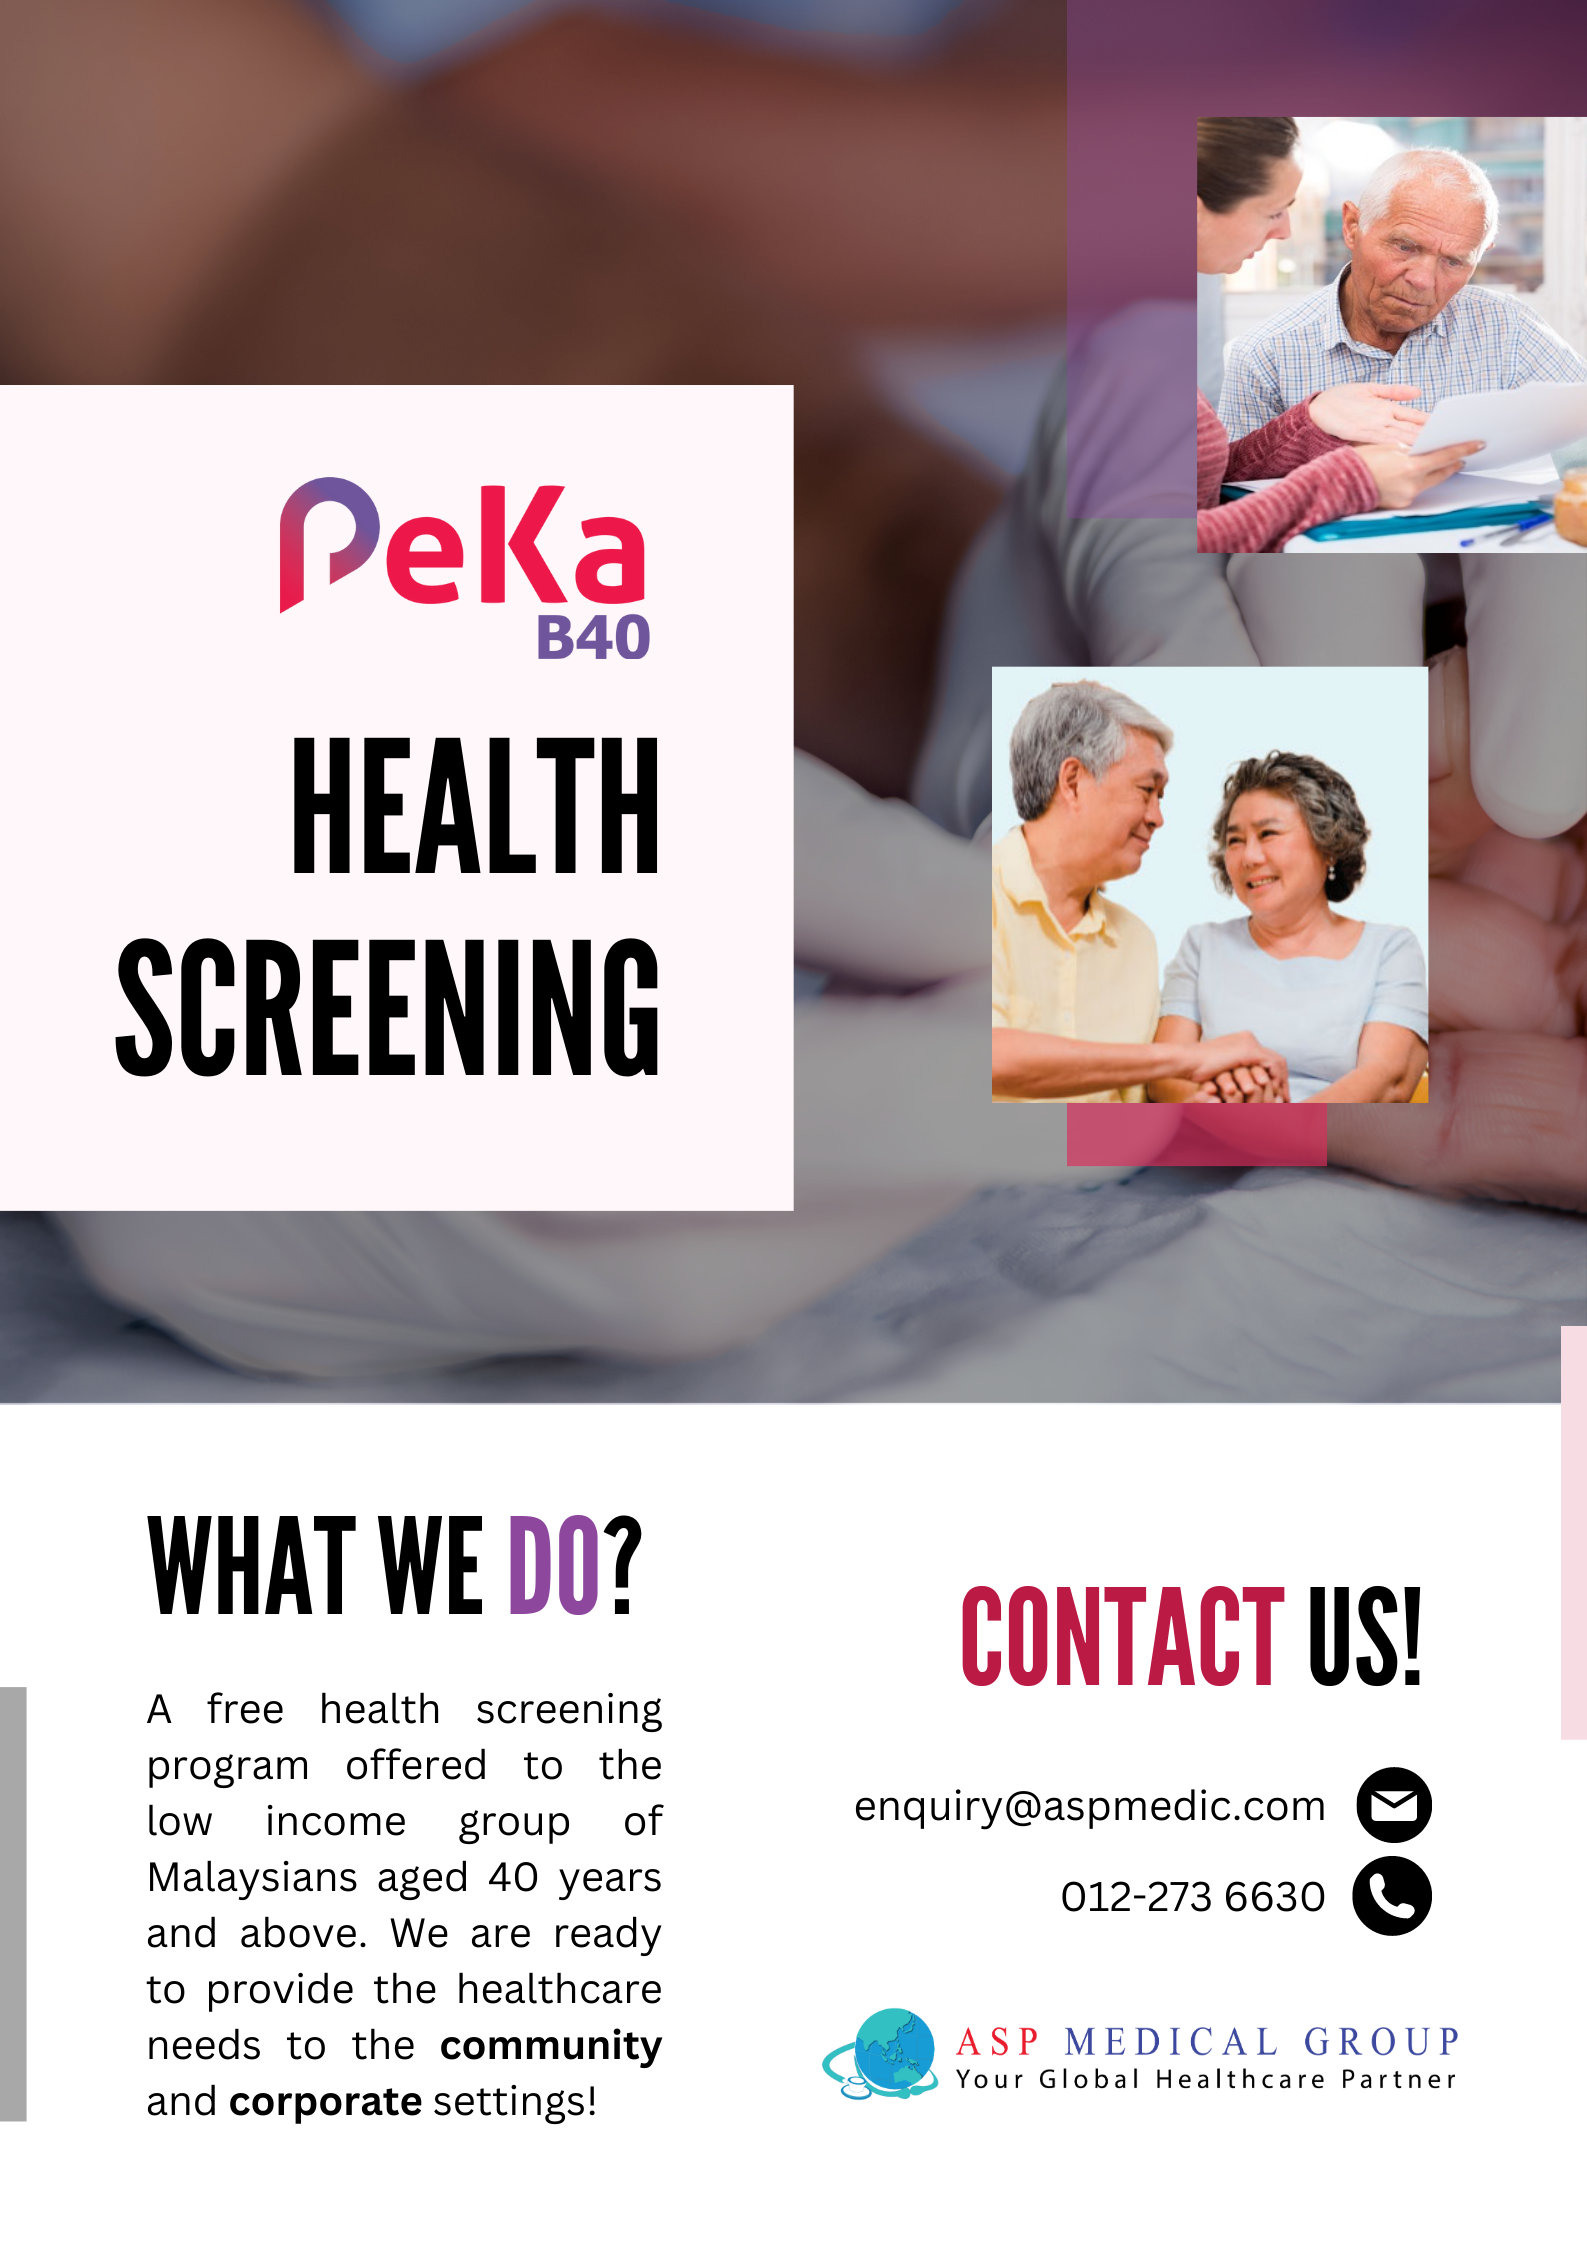 PeKa
B40
HEALTH
SCREENING
WHAT WE DO?
A free health screening
program offered to the
low income group of
Malaysians aged 40 years
and above. We are ready
to provide the healthcare
needs to the community
and corporate settings!
CONTACT US!
enquiry@aspmedic.com
012-273 6630
ASP MEDICAL GROUP
Your Global Healthcare Partner